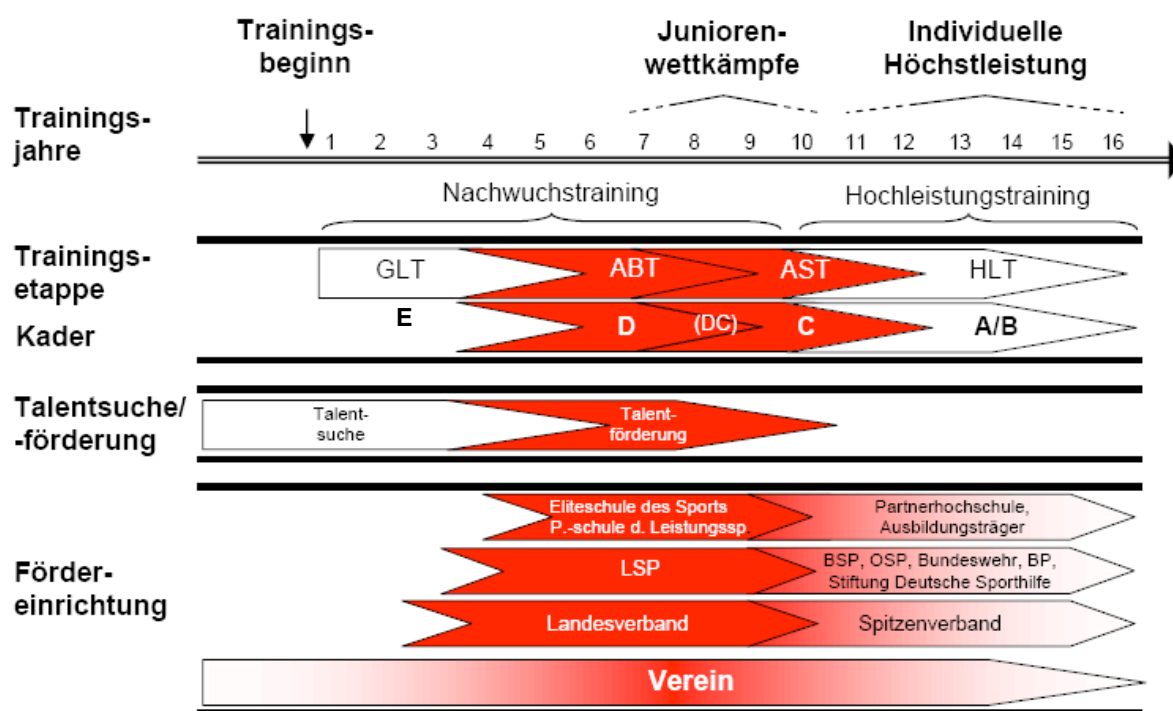 Trainings-
beginn
Junioren-
wettkämpfe
Individuelle
Höchstleistung
Trainings-
jahre
1 2 3 4 5 6 7 8 9 10 11 12 13 14 15 16
Nachwuchstraining
Hochleistungstraining
Trainings-
etappe
GLT ABT AST HLT
Kader
E D (DC) C A/B
Talentsuche/
-förderung
Talent-
suche
Talent-
förderung
Förder-
einrichtung
Eliteschule des Sports
P.-schule d. Leistungssp.
Partnerhochschule,
Ausbildungsträger
LSP
BSP, OSP, Bundeswehr, BP,
Stiftung Deutsche Sporthilfe
Landesverband
Spitzenverband
Verein